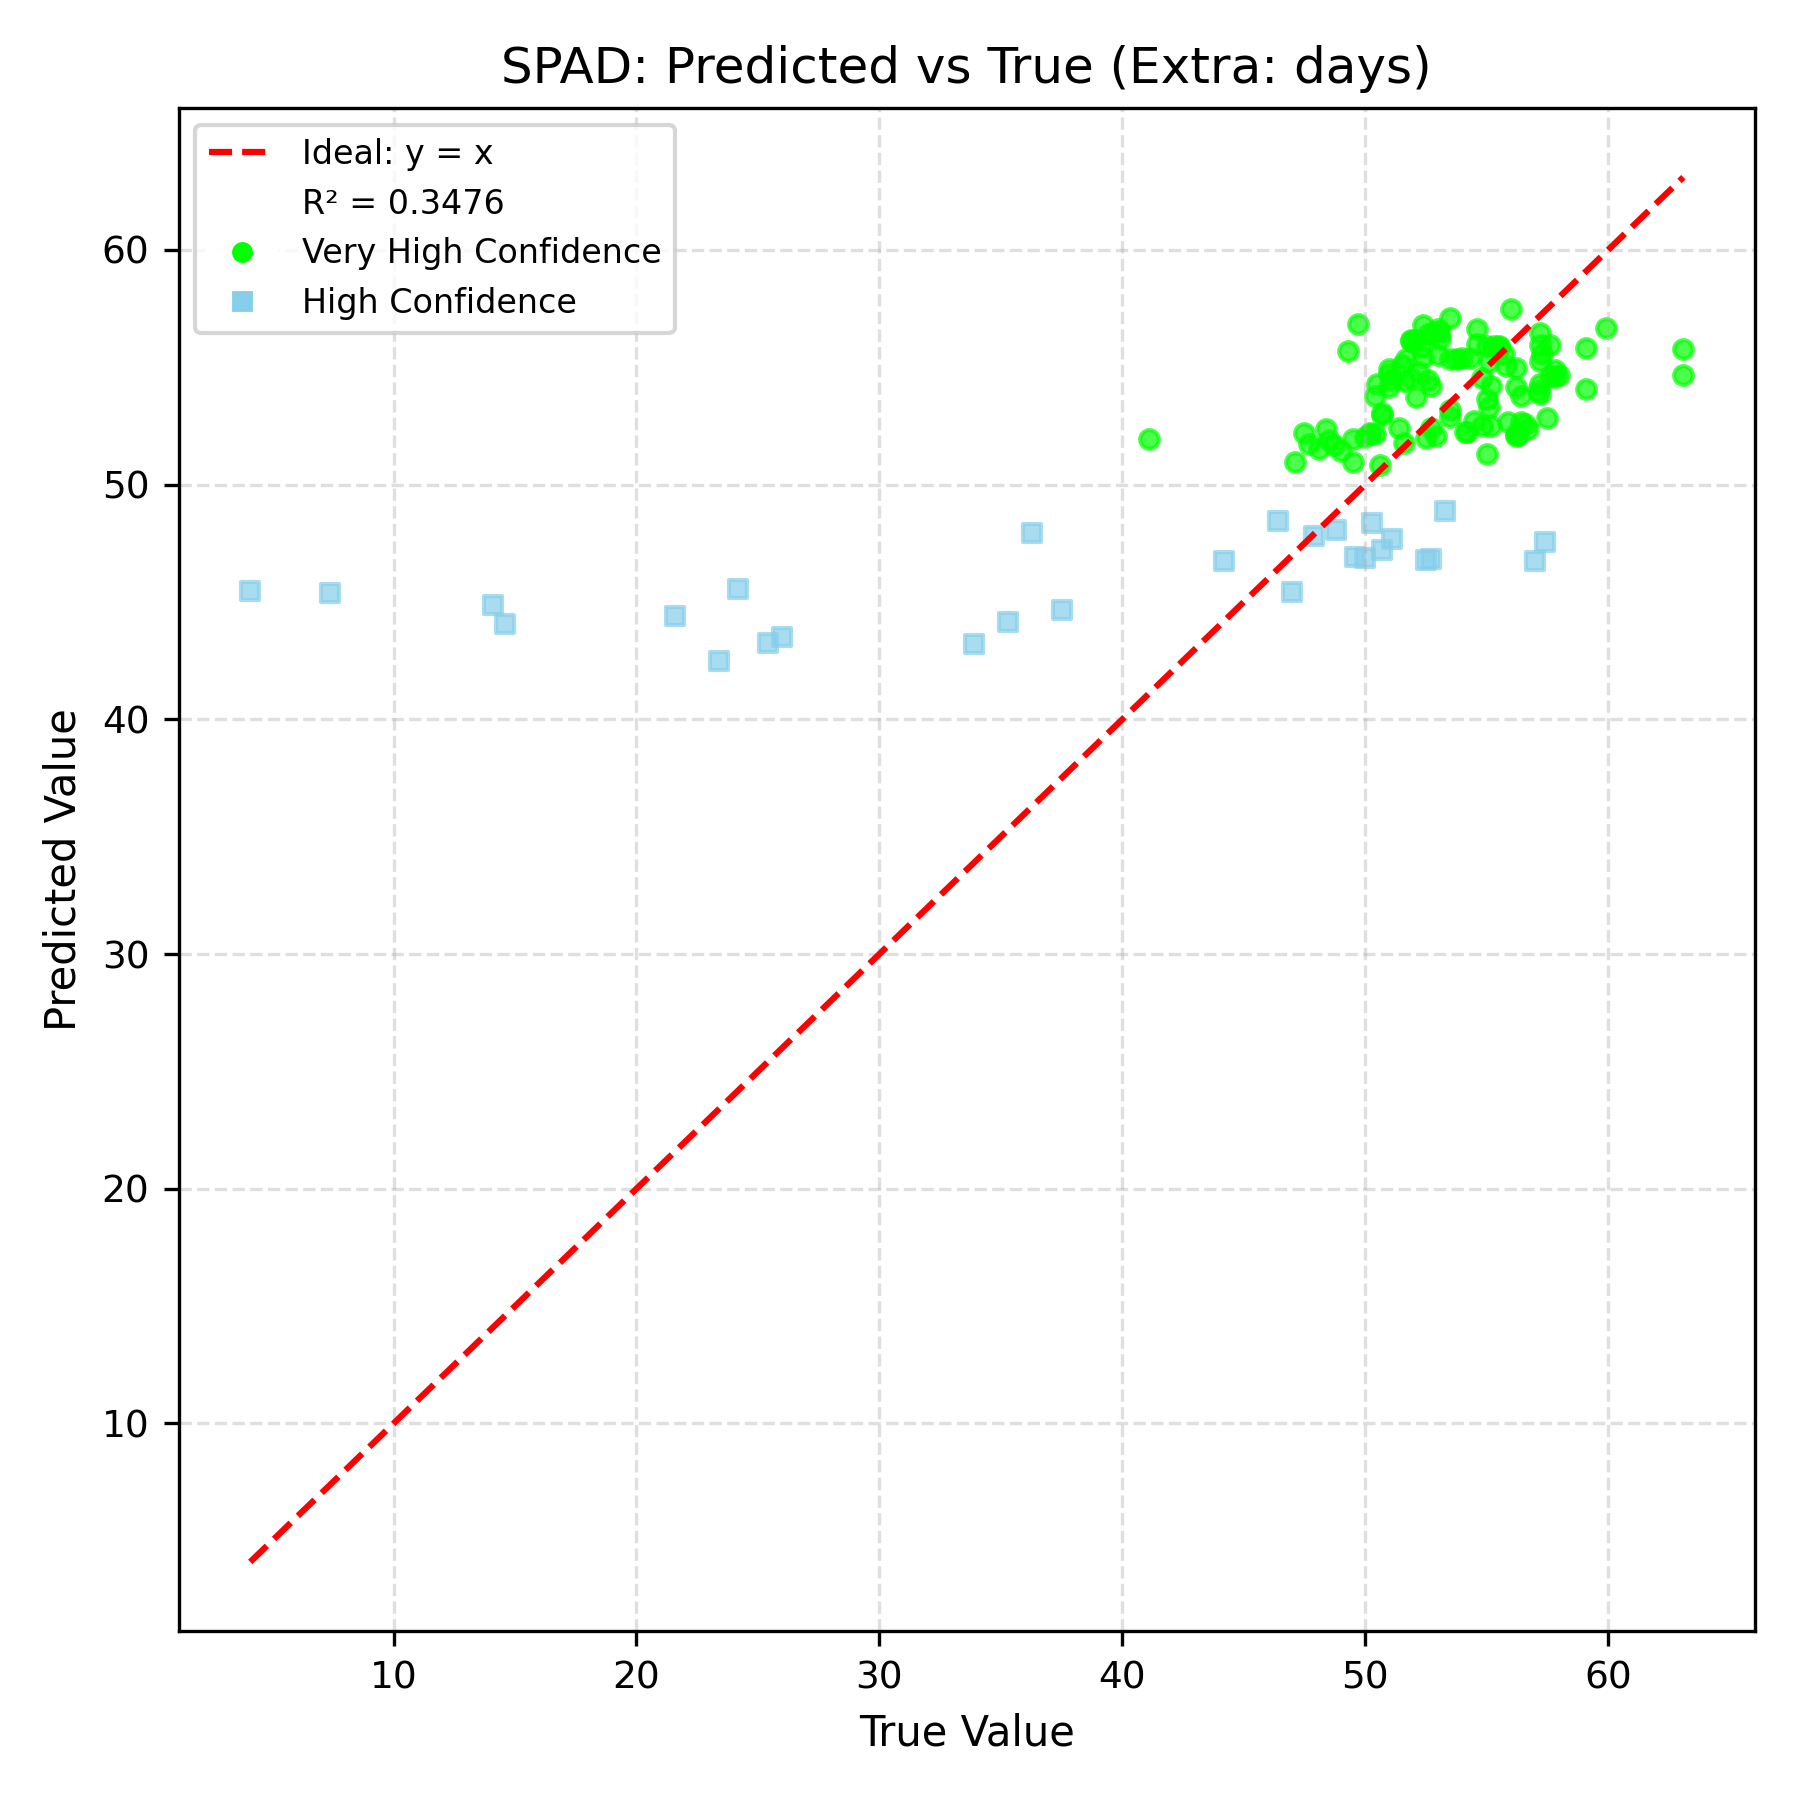 SPAD: Predicted vs True (Extra: days)
Ideal: y = x
R² = 0.3476
Very High Confidence
High Confidence
60
50
40
30
20
10
Predicted Value
10 20 30 40 50 60
True Value